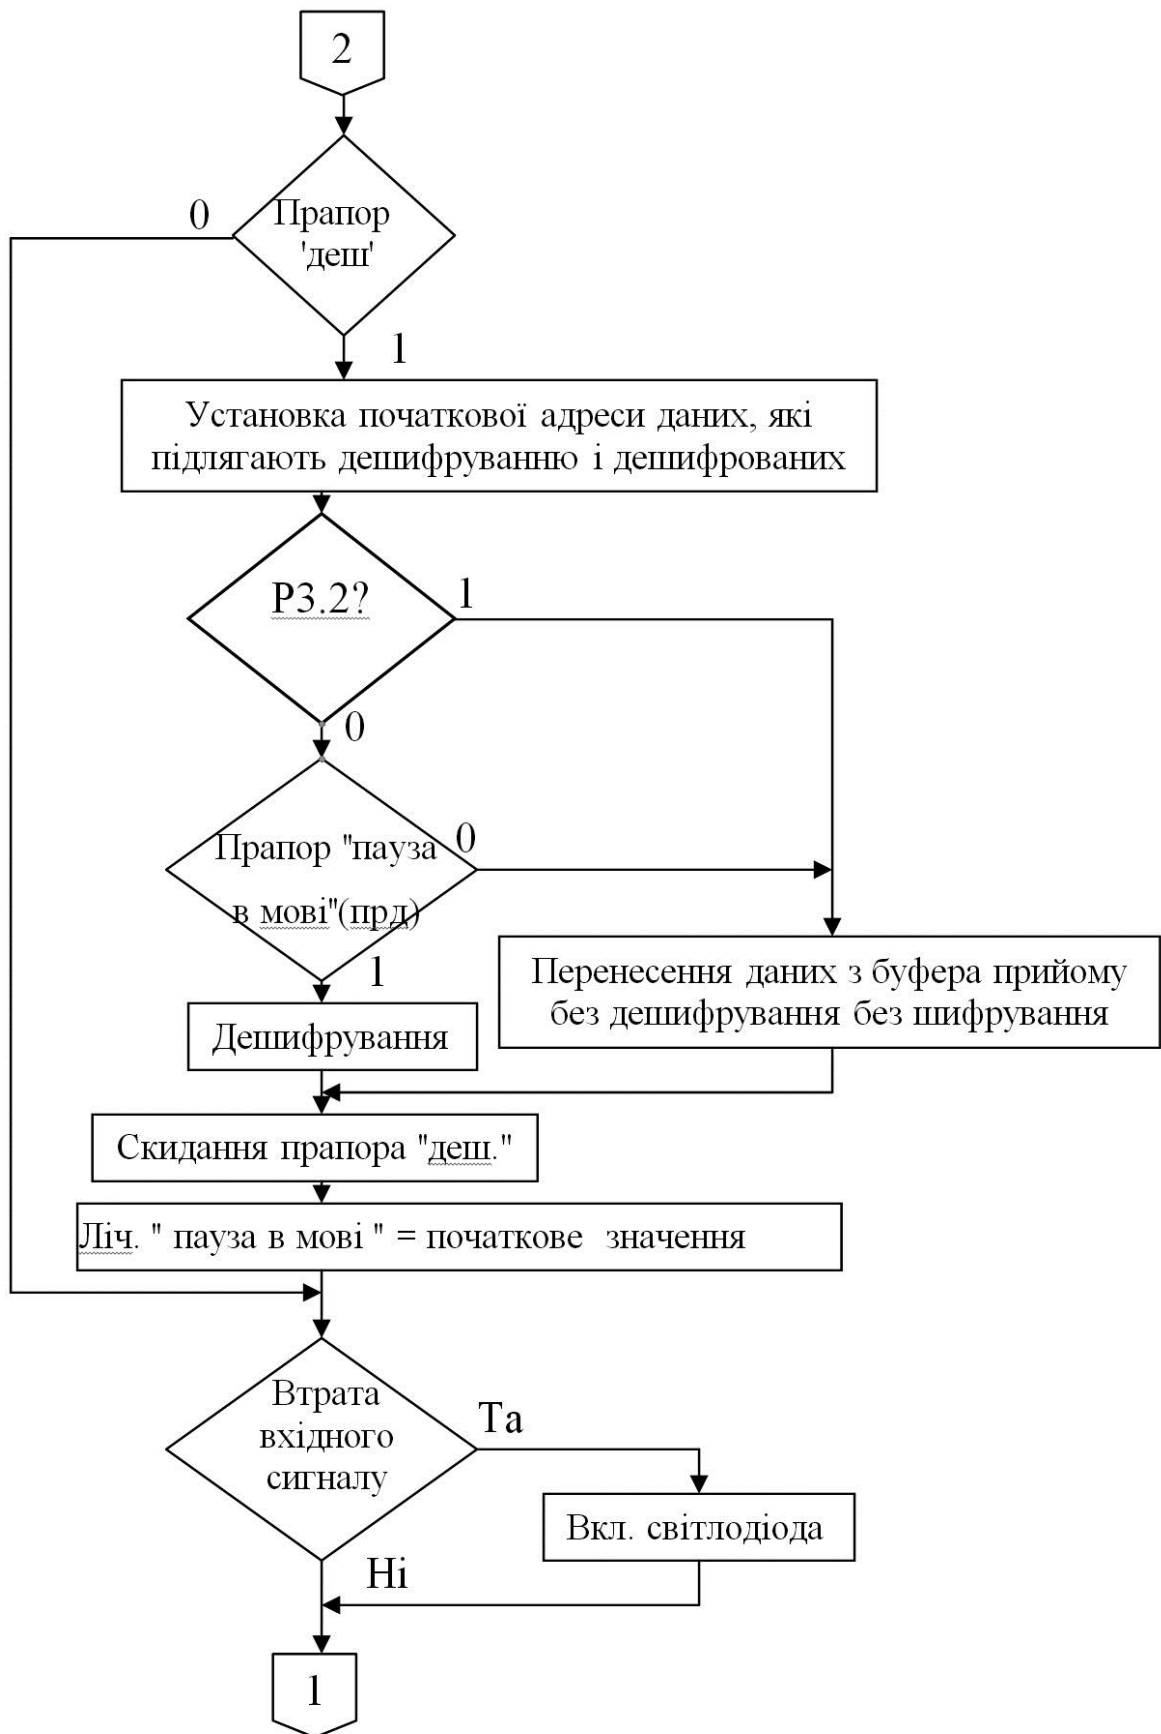 2
0
Прапор
'деш'
1
Установка початкової адреси даних, які
підлягають дешифруванню і дешифрованих
P3.2?
1
0
Прапор "пауза
0
в мові"(прд)
1
Перенесення даних з буфера прийому
без дешифрування без шифрування
Дешифрування
Скидання прапора "деш."
Ліч. " пауза в мові " = початкове значення
Втрата
вхідного
сигналу
Та
Вкл. світлодіода
Ні
1